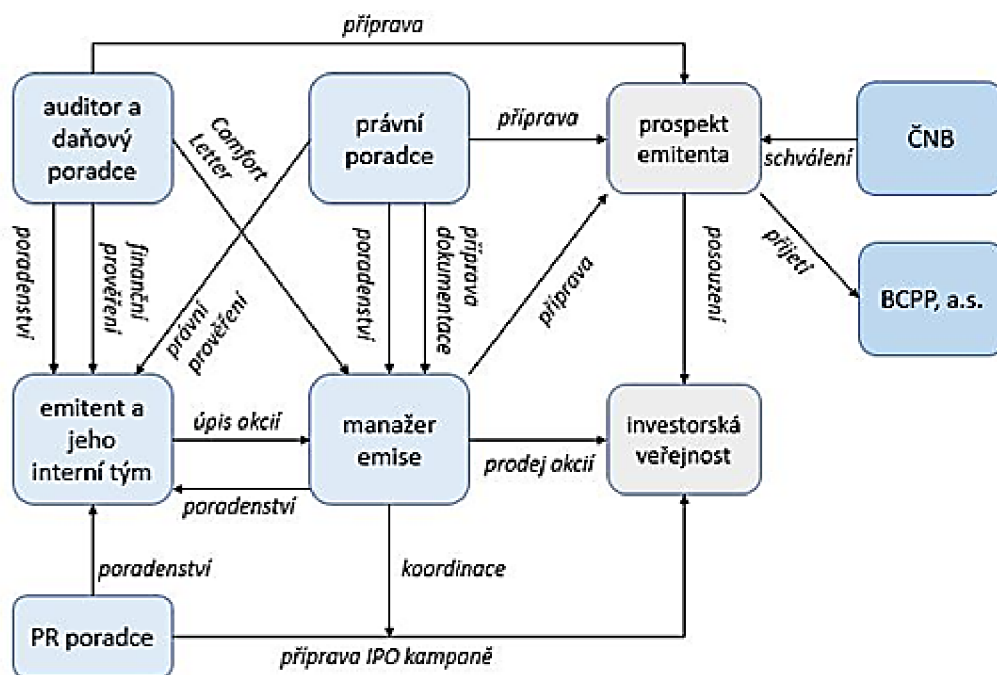 příprava
auditor a
daňový
poradce
Comfort
Letter
právní
poradce
příprava
prospekt
emitenta
schválení
ČNB
poradenství
finanční
prověření
právní
prověření
poradenství
příprava
dokumentace
příprava
posouzení
přijetí
BCPP, a.s.
emitent a
jeho
interní tým
úpis akcií
poradenství
manažer
emise
prodej akcií
investorská
veřejnost
poradenství
koordinace
PR poradce
příprava IPO kampaně